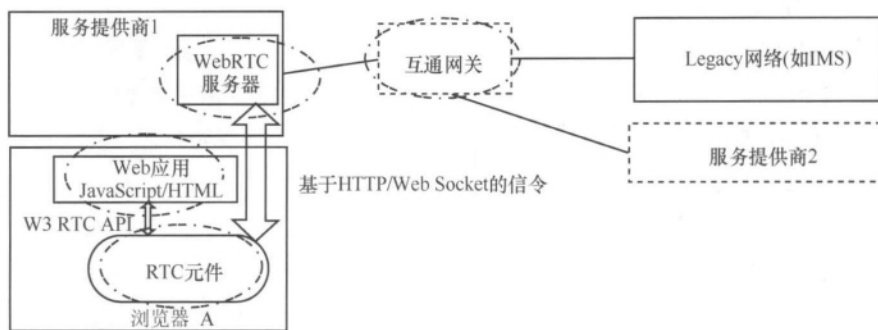 服务提供商1
WebRTC
服务器
互通网关
Legacy网络(如IMS)
服务提供商2
Web应用
JavaScript/HTML
基于HTTP/Web Socket的信令
W3 RTC API
RTC元件
浏览器 A